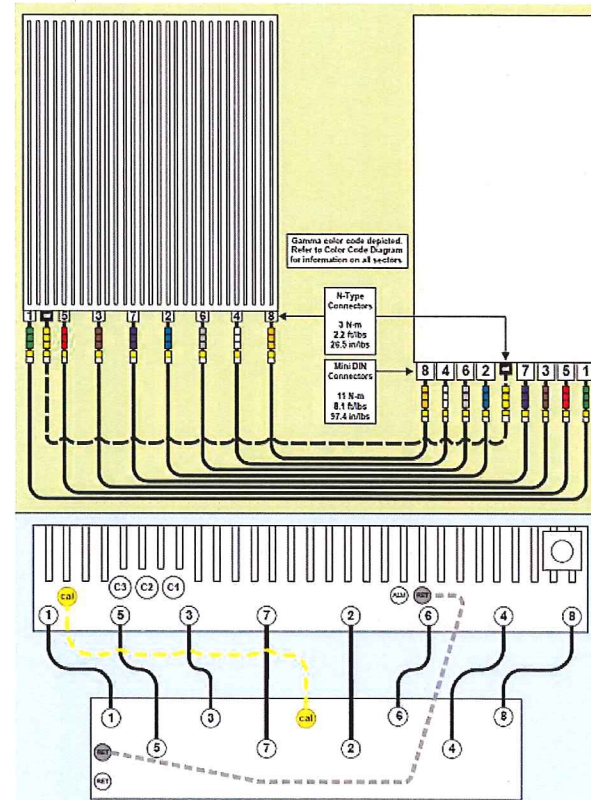 Gamma color code depicted.
Refer to Color Code Diagram
for information on all sectors
N-Type
Connectors
3 N-m
2.2 ft/lbs
26.5 in/lbs
1 5 3 7 2 6 4 8
Mini DIN
Connectors
11 N-m
8.1 ft/lbs
97.4 in/lbs
8 4 6 2 7 3 5 1
cal C3 C2 C1 ALM RET
1 5 3 7 2 6 4 8
1 3 cal 6 8
5 7 2 4
RET
RET